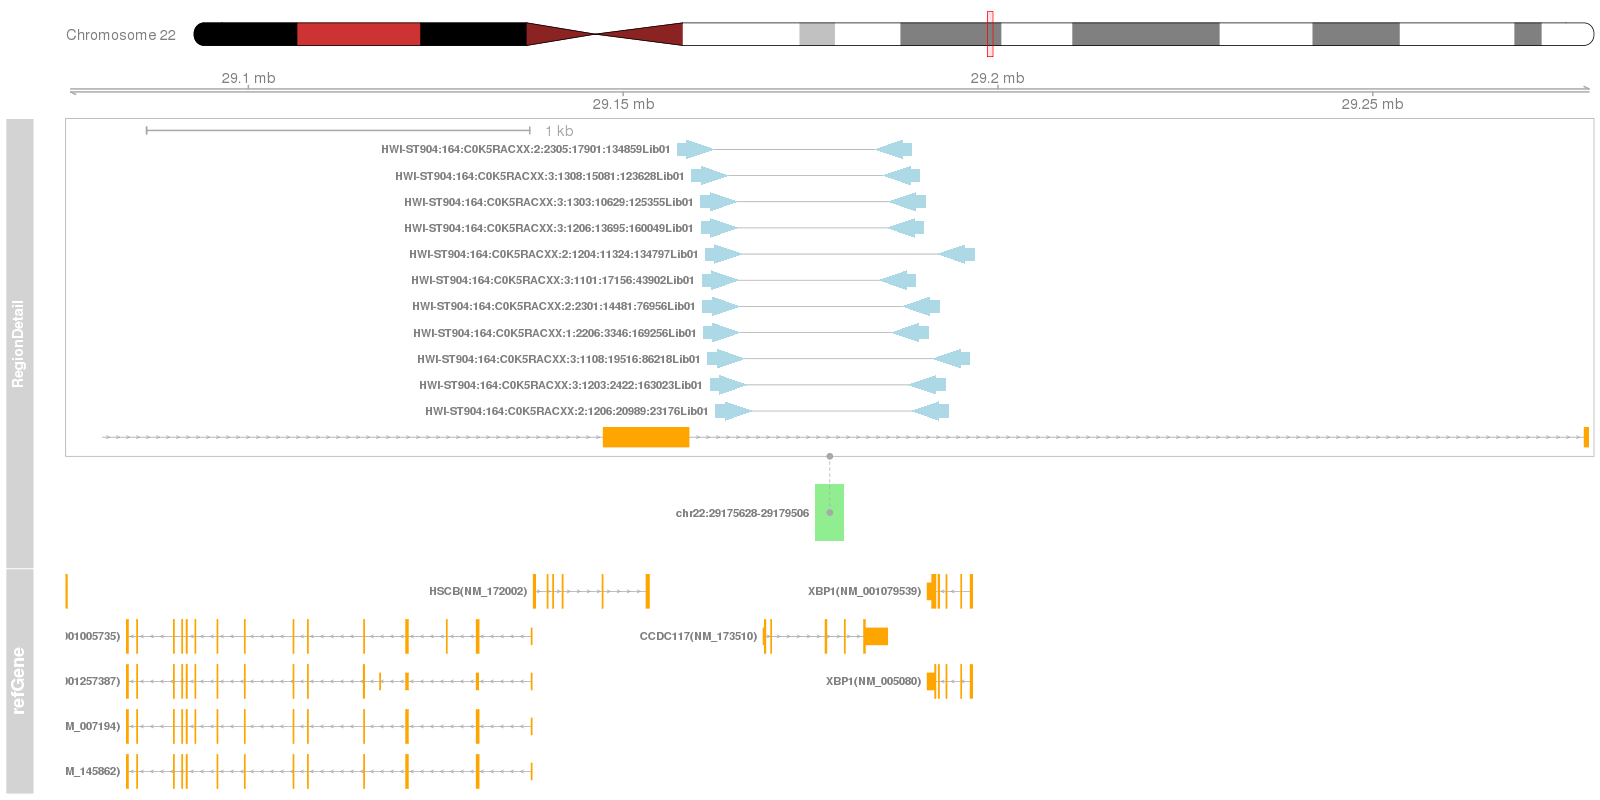 Chromosome 22
29.1 mb
29.2 mb
29.15 mb
29.25 mb
RegionDetail
1 kb
HWI-ST904:164:C0K5RACXX:2:2305:17901:134859Lib01
HWI-ST904:164:C0K5RACXX:3:1308:15081:123628Lib01
HWI-ST904:164:C0K5RACXX:3:1303:10629:125355Lib01
HWI-ST904:164:C0K5RACXX:3:1206:13695:160049Lib01
HWI-ST904:164:C0K5RACXX:2:1204:11324:134797Lib01
HWI-ST904:164:C0K5RACXX:3:1101:17156:43902Lib01
HWI-ST904:164:C0K5RACXX:2:2301:14481:76956Lib01
HWI-ST904:164:C0K5RACXX:1:2206:3346:169256Lib01
HWI-ST904:164:C0K5RACXX:3:1108:19516:86218Lib01
HWI-ST904:164:C0K5RACXX:3:1203:2422:163023Lib01
HWI-ST904:164:C0K5RACXX:2:1206:20989:23176Lib01
chr22:29175628-29179506
refGene
HSCB(NM_172002)
XBP1(NM_001079539)
001005735)
CCDC117(NM_173510)
001257387)
XBP1(NM_005080)
M_007194)
M_145862)